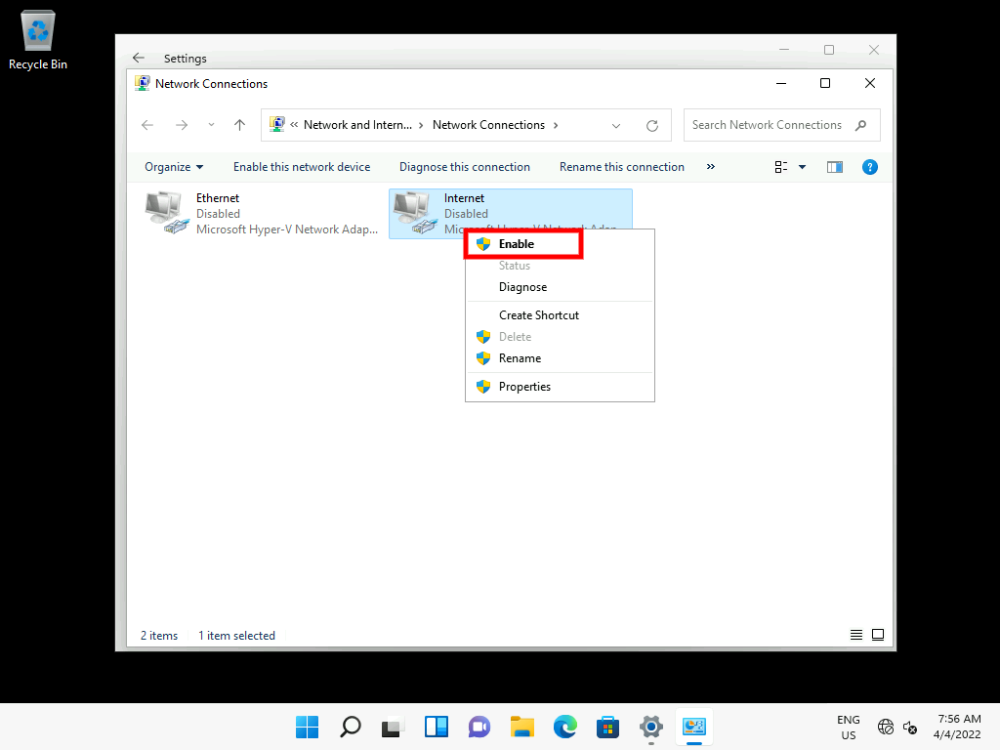 Recycle Bin
Settings
Network Connections
« Network and Intern... › Network Connections ›
Search Network Connections
Organize
Enable this network device
Diagnose this connection
Rename this connection
»
Ethernet
Disabled
Microsoft Hyper-V Network Adap...
Internet
Disabled
Microsoft Hyper-V Network Adap...
Enable
Status
Diagnose
Create Shortcut
Delete
Rename
Properties
2 items
1 item selected
ENG
US
7:56 AM
4/4/2022